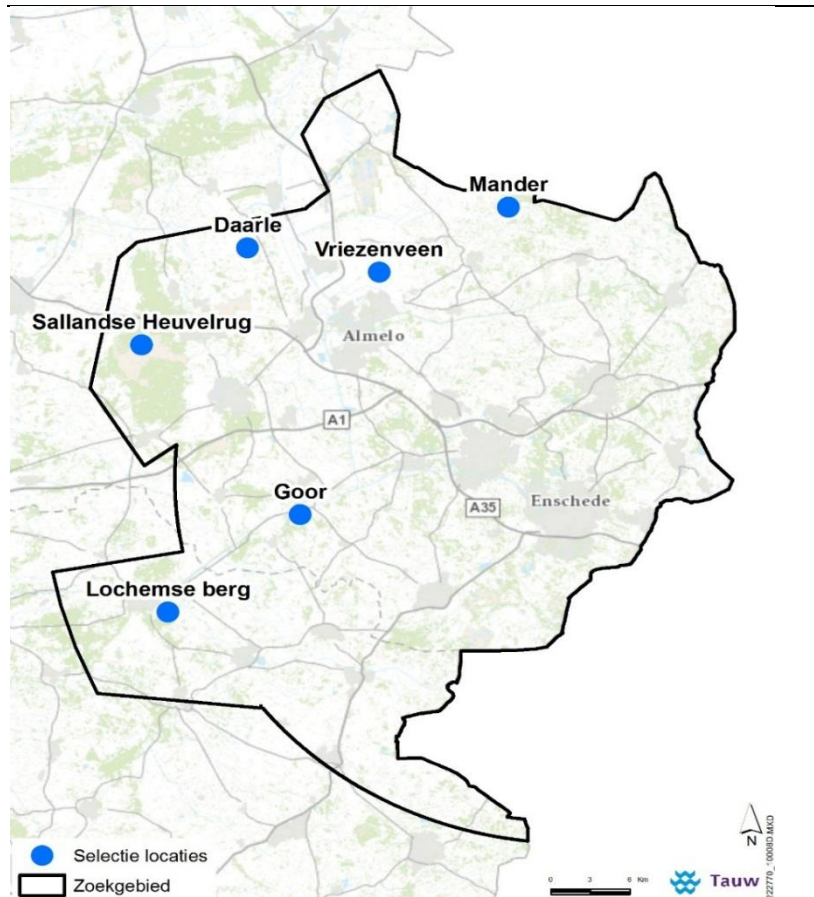 Mander
Daarle
Vriezenveen
Sallandse Heuvelrug
Almelo
A1
Goor
A35
Enschede
Lochemse berg
N
Selectie locaties
Zoekgebied
0 3 6 Km
Tauw